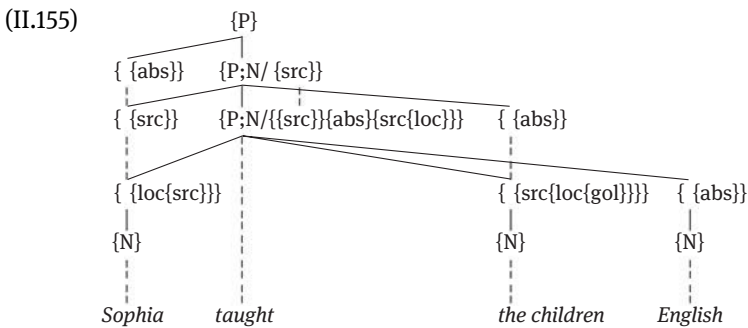 (II.155) {P}
{ {abs}} {P;N/ {src}}
{ {src}} {P;N/{{src}}{abs}{src{loc}}} { {abs}}
{ {loc{src}}} { {src{loc{gol}}}} { {abs}}
{N} {N} {N}
Sophia taught the children English